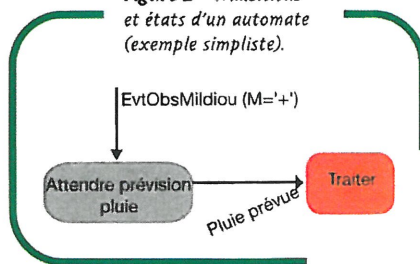 et états d'un automate
(exemple simpliste).
EvtObsMildiou (M='+')
Attendre prévision
pluie
Pluie prévue
Traiter